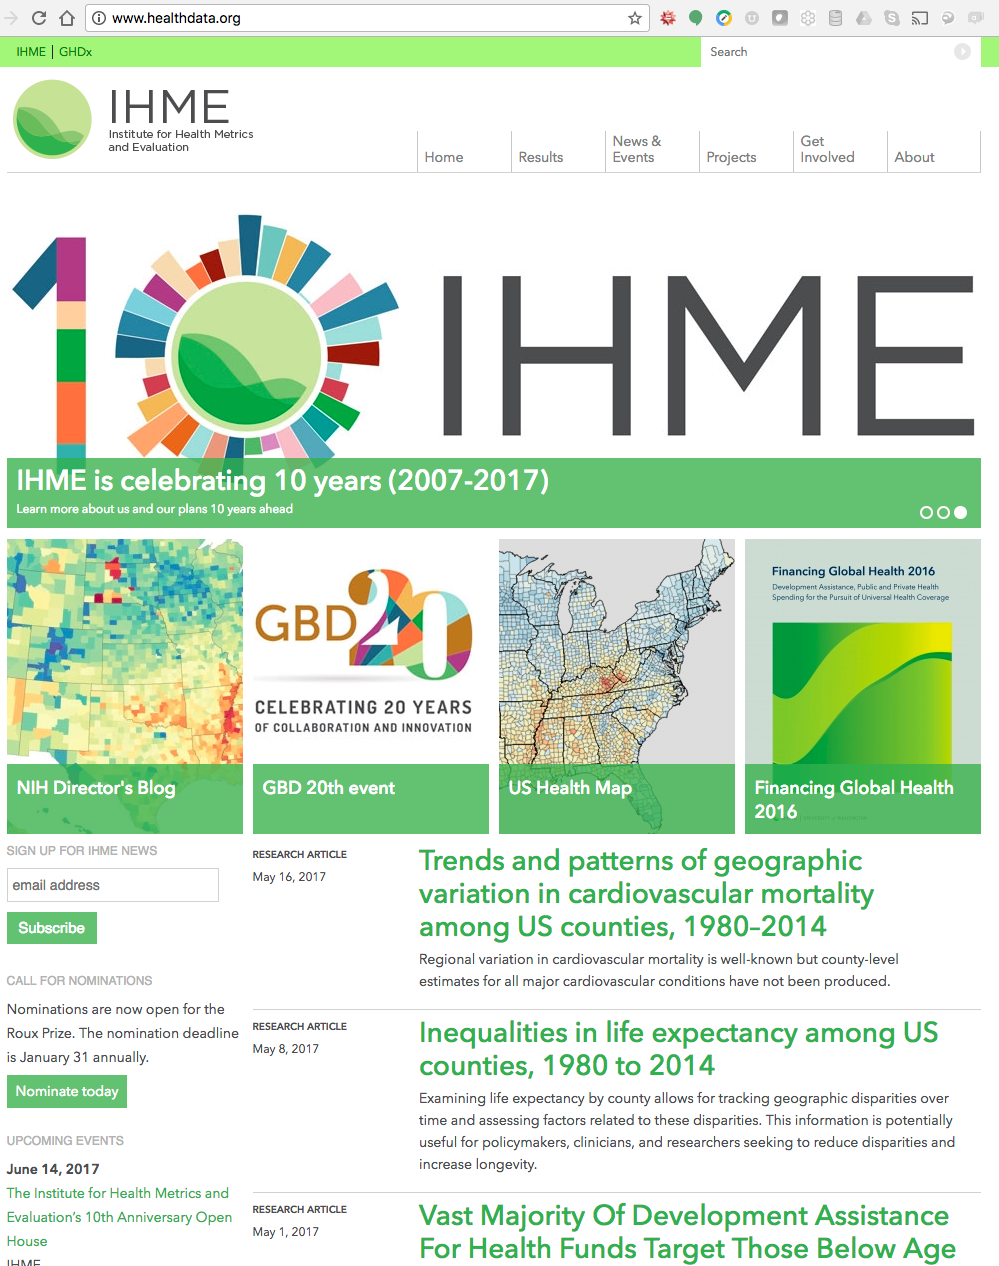 www.healthdata.org
IHME | GHDx
Search
IHME
Institute for Health Metrics
and Evaluation
Home
Results
News &
Events
Projects
Get
Involved
About
10 IHME
IHME is celebrating 10 years (2007-2017)
Learn more about us and our plans 10 years ahead
NIH Director's Blog
GBD 20
CELEBRATING 20 YEARS
OF COLLABORATION AND INNOVATION
GBD 20th event
US Health Map
Financing Global Health 2016
Development Assistance, Public and Private Health
Spending for the Pursuit of Universal Health Coverage
Financing Global Health
2016
SIGN UP FOR IHME NEWS
email address
Subscribe
CALL FOR NOMINATIONS
Nominations are now open for the
Roux Prize. The nomination deadline
is January 31 annually.
Nominate today
UPCOMING EVENTS
June 14, 2017
The Institute for Health Metrics and
Evaluation's 10th Anniversary Open
House
IHME
RESEARCH ARTICLE
May 16, 2017
Trends and patterns of geographic
variation in cardiovascular mortality
among US counties, 1980–2014
Regional variation in cardiovascular mortality is well-known but county-level
estimates for all major cardiovascular conditions have not been produced.
RESEARCH ARTICLE
May 8, 2017
Inequalities in life expectancy among US
counties, 1980 to 2014
Examining life expectancy by county allows for tracking geographic disparities over
time and assessing factors related to these disparities. This information is potentially
useful for policymakers, clinicians, and researchers seeking to reduce disparities and
increase longevity.
RESEARCH ARTICLE
May 1, 2017
Vast Majority Of Development Assistance
For Health Funds Target Those Below Age